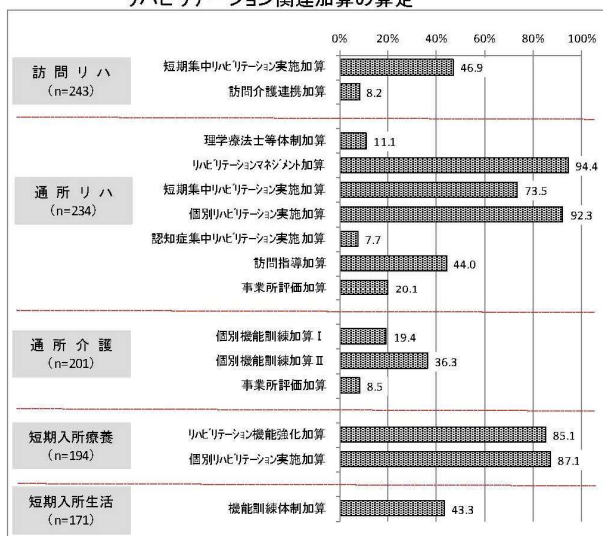 リハビリテーション関連加算の算定
0% 20% 40% 60% 80% 100%
訪問リハ
(n=243)
短期集中リハビリテーション実施加算 46.9
訪問介護連携加算 8.2
通所リハ
(n=234)
理学療法士等体制加算 11.1
リハビリテーションマネジメント加算 94.4
短期集中リハビリテーション実施加算 73.5
個別リハビリテーション実施加算 92.3
認知症集中リハビリテーション実施加算 7.7
訪問指導加算 44.0
事業所評価加算 20.1
通所介護
(n=201)
個別機能訓練加算Ⅰ 19.4
個別機能訓練加算Ⅱ 36.3
事業所評価加算 8.5
短期入所療養
(n=194)
リハビリテーション機能強化加算 85.1
個別リハビリテーション実施加算 87.1
短期入所生活
(n=171)
機能訓練体制加算 43.3